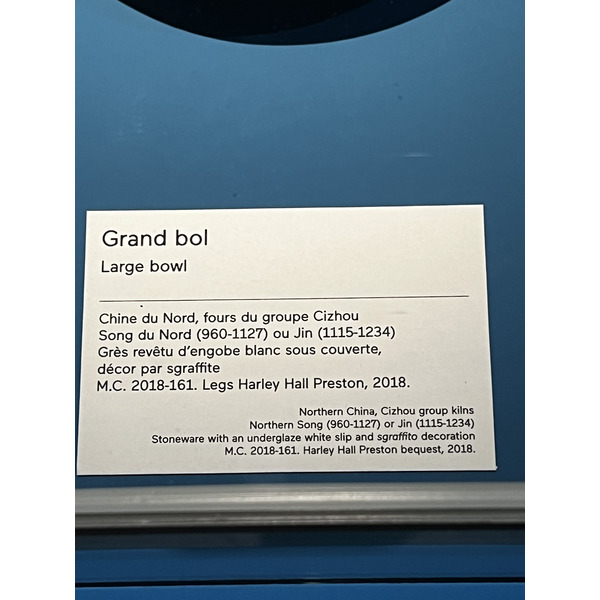 Grand bol
Large bowl
Chine du Nord, fours du groupe Cizhou
Song du Nord (960-1127) ou Jin (1115-1234)
Grès revêtu d'engobe blanc sous couverte,
décor par sgraffite
M.C. 2018-161. Legs Harley Hall Preston, 2018.
Northern China, Cizhou group kilns
Northern Song (960-1127) or Jin (1115-1234)
Stoneware with an underglaze white slip and sgraffito decoration
M.C. 2018-161. Harley Hall Preston bequest, 2018.